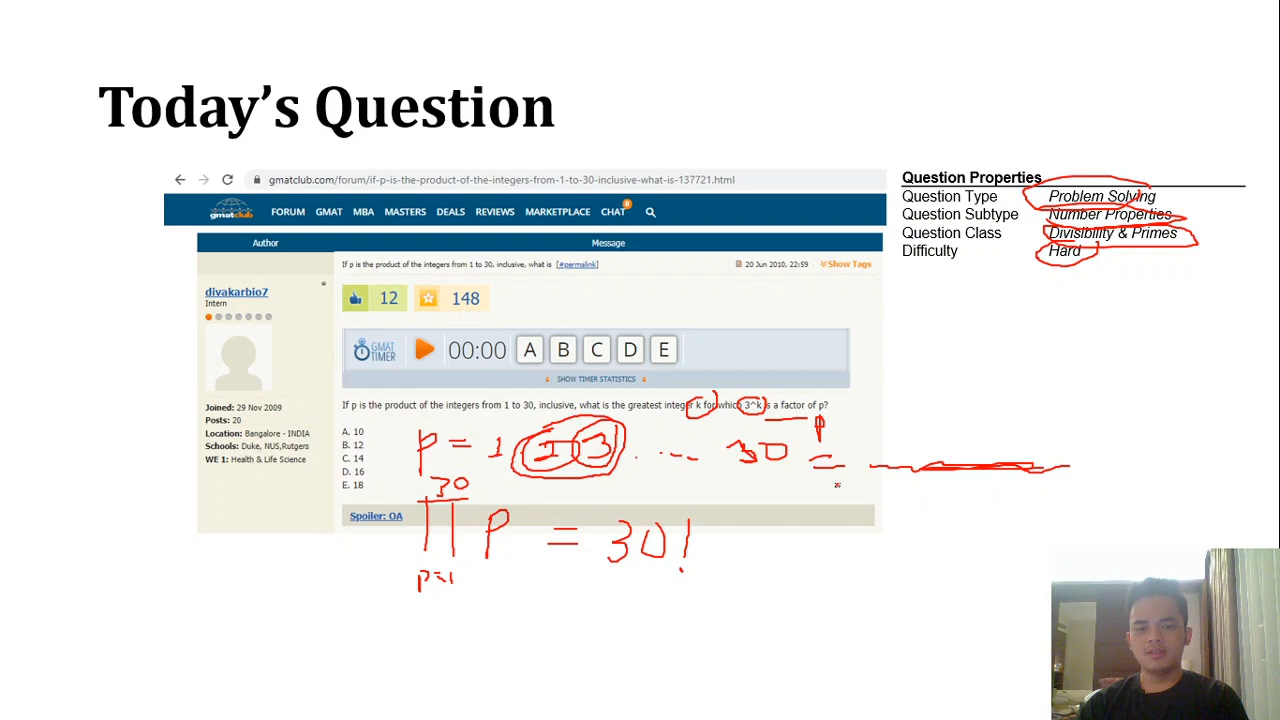 Today's Question
gmatclub.com/forum/if-p-is-the-product-of-the-integers-from-1-to-30-inclusive-what-is-137721.html
gmatclub
FORUM GMAT MBA MASTERS DEALS REVIEWS MARKETPLACE CHAT 8
Author Message
If p is the product of the integers from 1 to 30, inclusive, what is [#permalink] 20 Jun 2010, 22:59 Show Tags
divakarbio7
Intern
12 148
GMAT TIMER 00:00 A B C D E
SHOW TIMER STATISTICS
Joined: 29 Nov 2009
Posts: 20
Location: Bangalore - INDIA
Schools: Duke, NUS,Rutgers
WE 1: Health & Life Science
If p is the product of the integers from 1 to 30, inclusive, what is the greatest integer k for which 3^k is a factor of p?
A. 10
B. 12
C. 14
D. 16
E. 18
Spoiler: OA
Question Properties
Question Type Problem Solving
Question Subtype Number Properties
Question Class Divisibility & Primes
Difficulty Hard
P = 1 2 3 . ... 30 =
P
30
∏ P = 30!
P=1